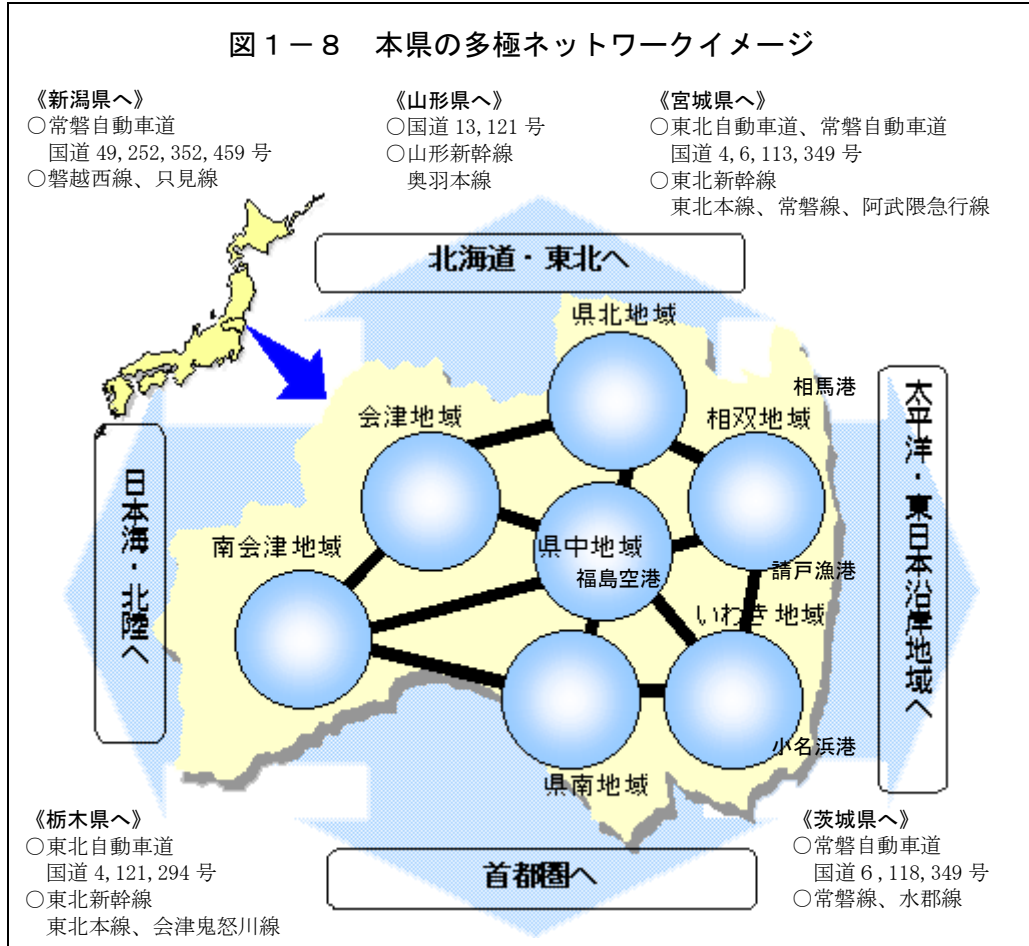 図1-8 本県の多極ネットワークイメージ
《新潟県へ》
○常磐自動車道
国道 49, 252, 352, 459 号
○磐越西線、只見線
《山形県へ》
○国道 13, 121 号
○山形新幹線
奥羽本線
《宮城県へ》
○東北自動車道、常磐自動車道
国道 4, 6, 113, 349 号
○東北新幹線
東北本線、常磐線、阿武隈急行線
北海道・東北へ
県北地域
相馬港
会津地域
相双地域
太平洋・東日本沿岸地域へ
日本海・北陸へ
南会津地域
県中地域
福島空港
請戸漁港
いわき地域
小名浜港
県南地域
《栃木県へ》
○東北自動車道
国道 4, 121, 294 号
○東北新幹線
東北本線、会津鬼怒川線
首都圏へ
《茨城県へ》
○常磐自動車道
国道6, 118, 349 号
○常磐線、水郡線